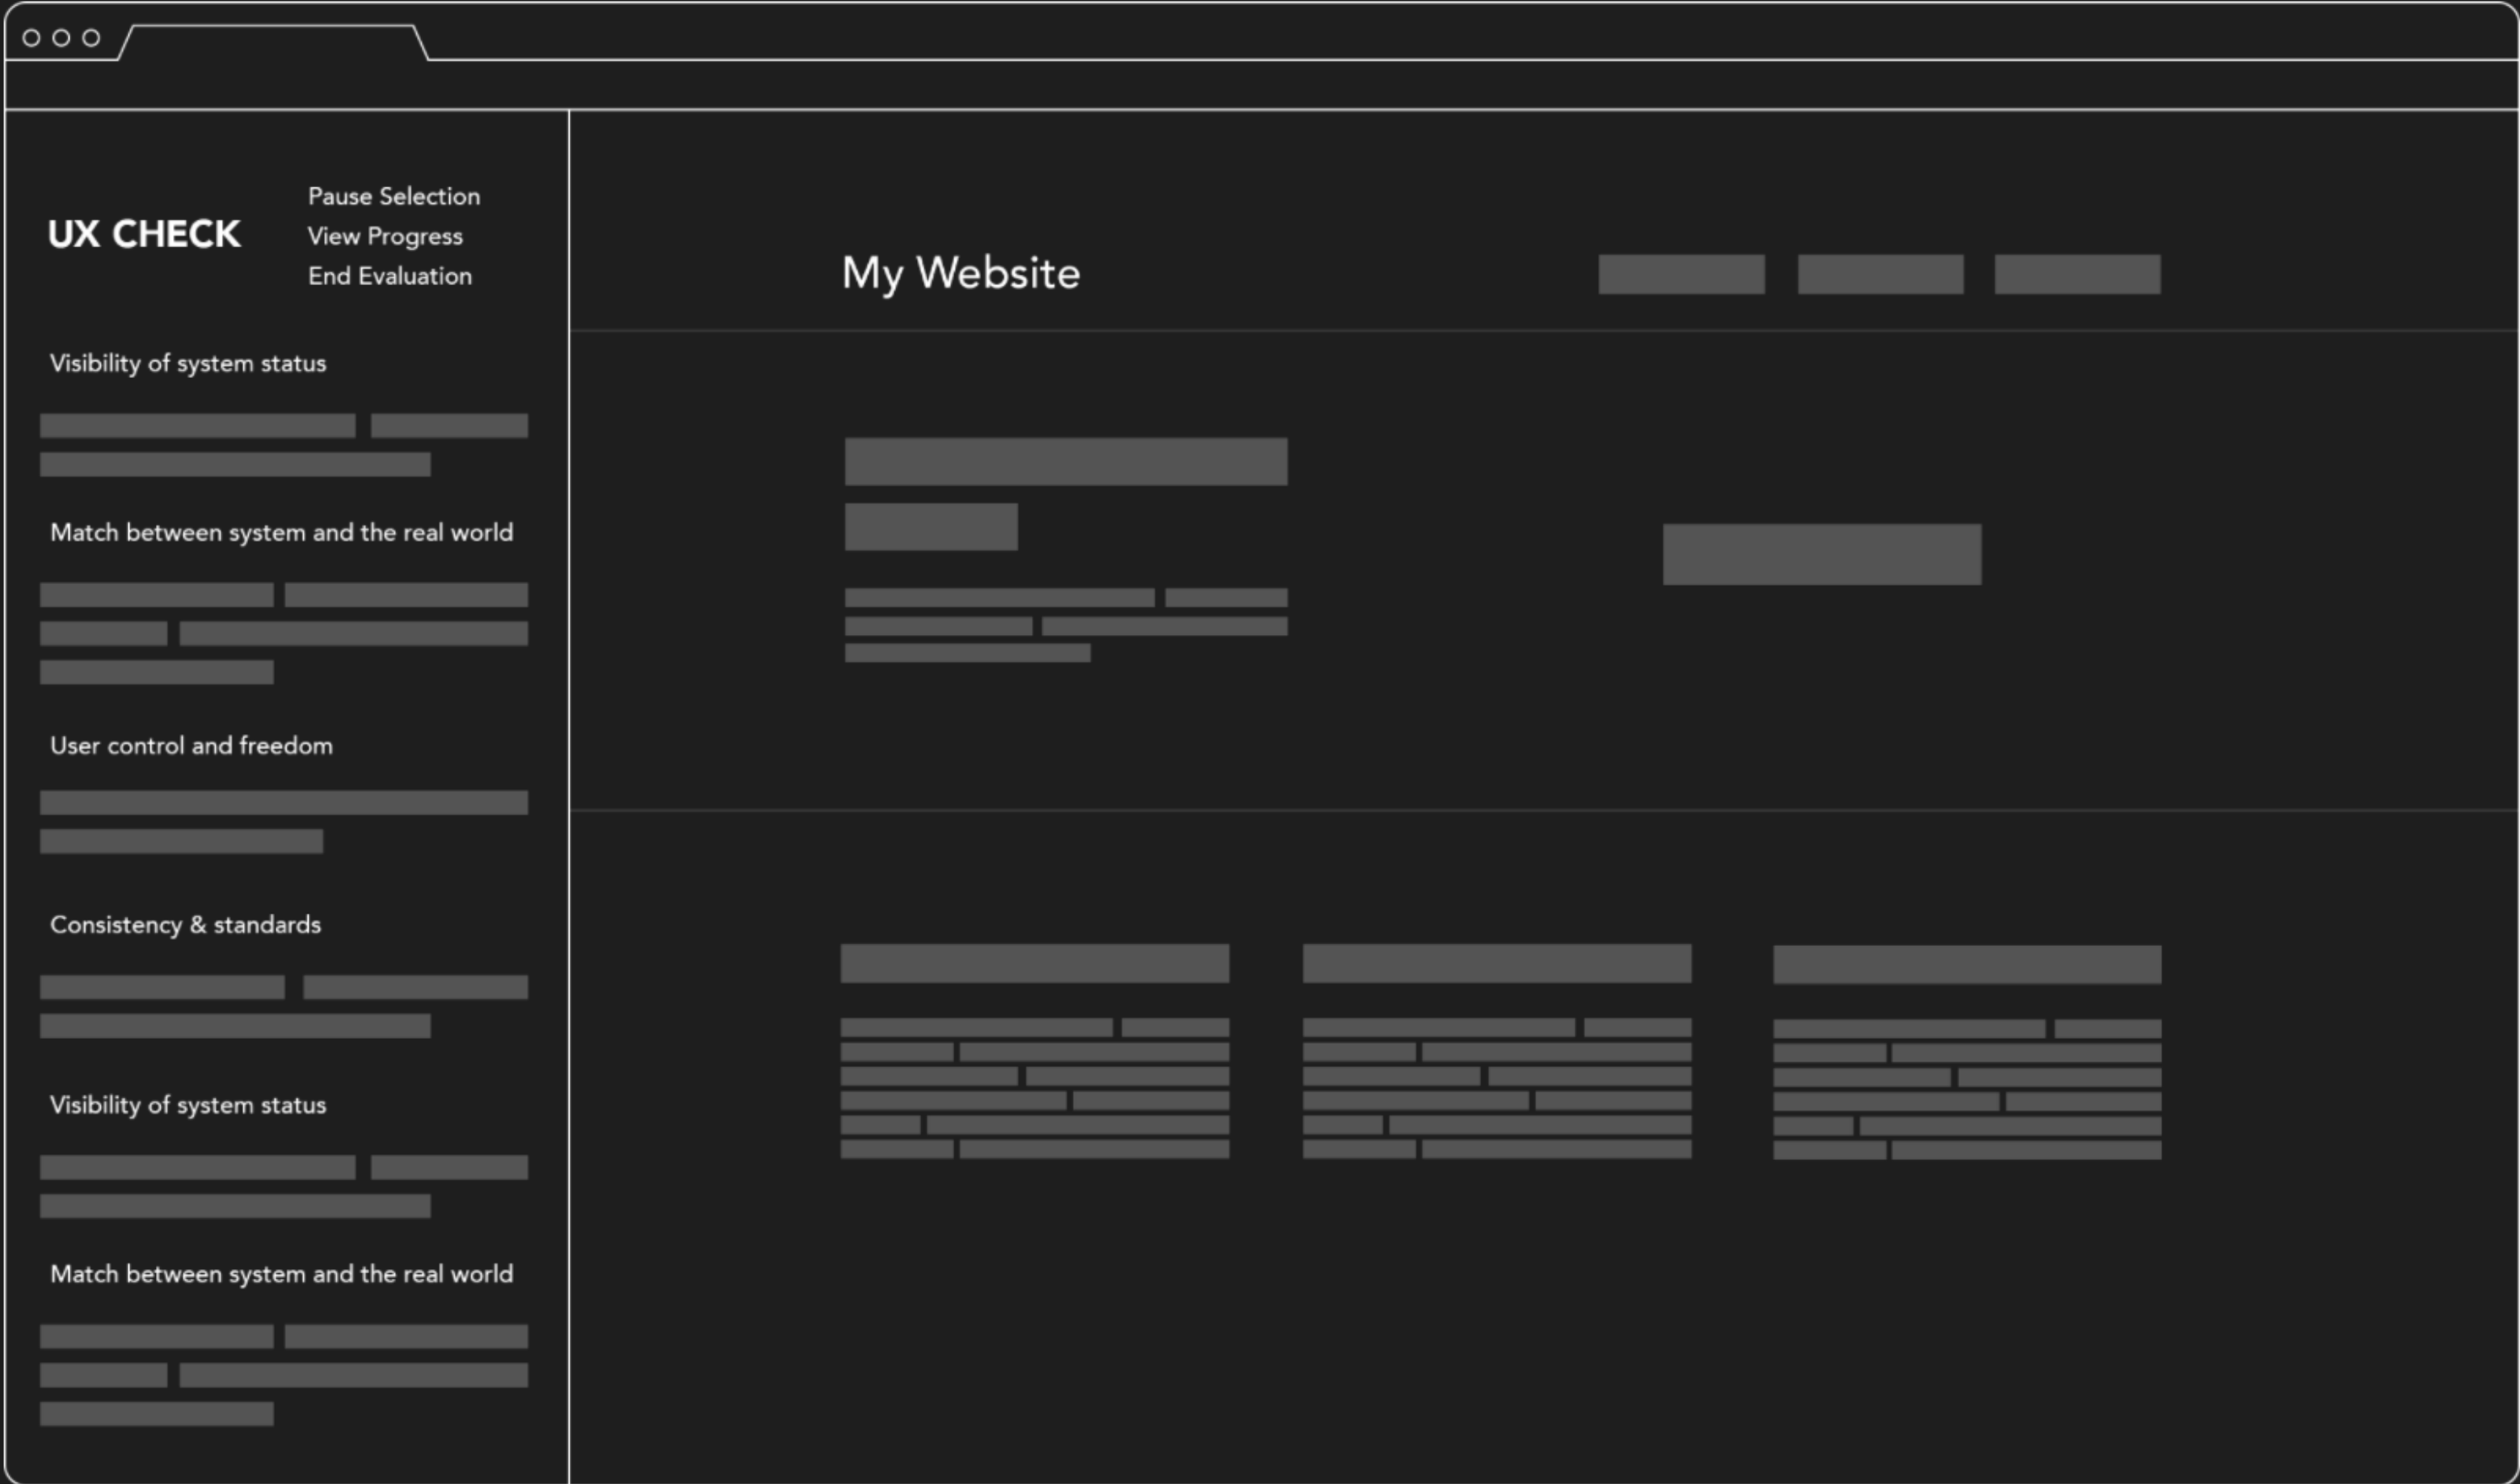 UX CHECK
Pause Selection
View Progress
End Evaluation
Visibility of system status
Match between system and the real world
User control and freedom
Consistency & standards
Visibility of system status
Match between system and the real world
My Website